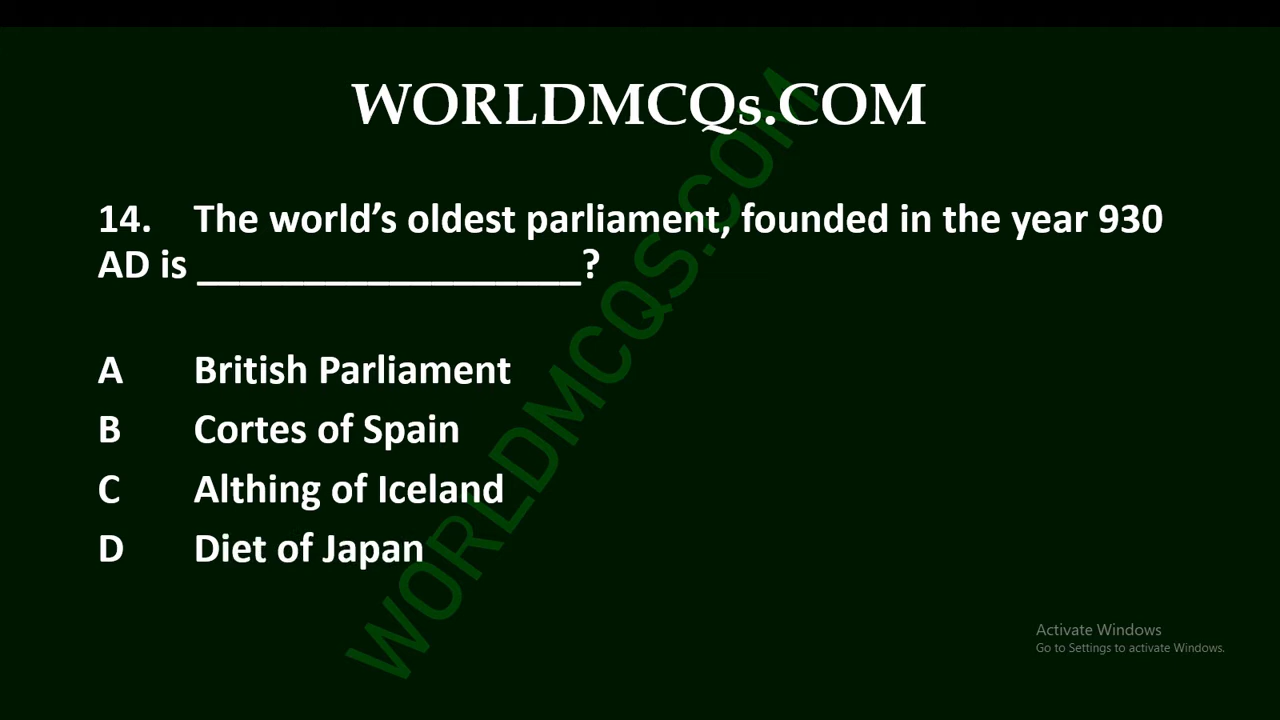 WORLDMCQs.COM
14. The world’s oldest parliament, founded in the year 930
AD is __________________?
A British Parliament
B Cortes of Spain
C Althing of Iceland
D Diet of Japan
WORLDMCQS.COM
Activate Windows
Go to Settings to activate Windows.